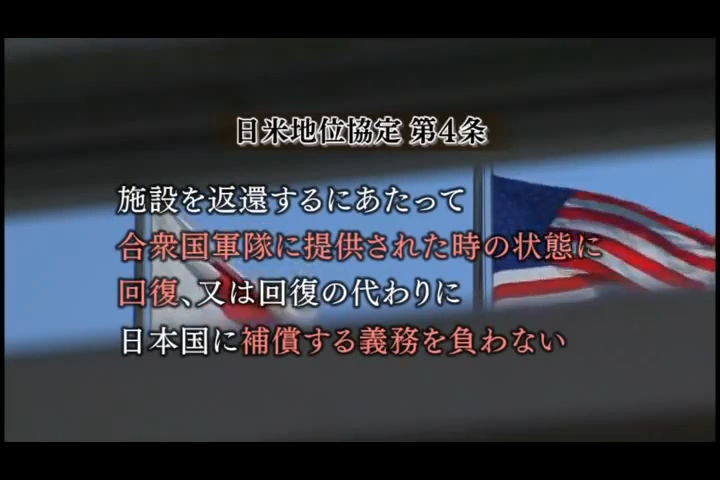 日米地位協定 第4条
施設を返還するにあたって
合衆国軍隊に提供された時の状態に
回復、又は回復の代わりに
日本国に補償する義務を負わない